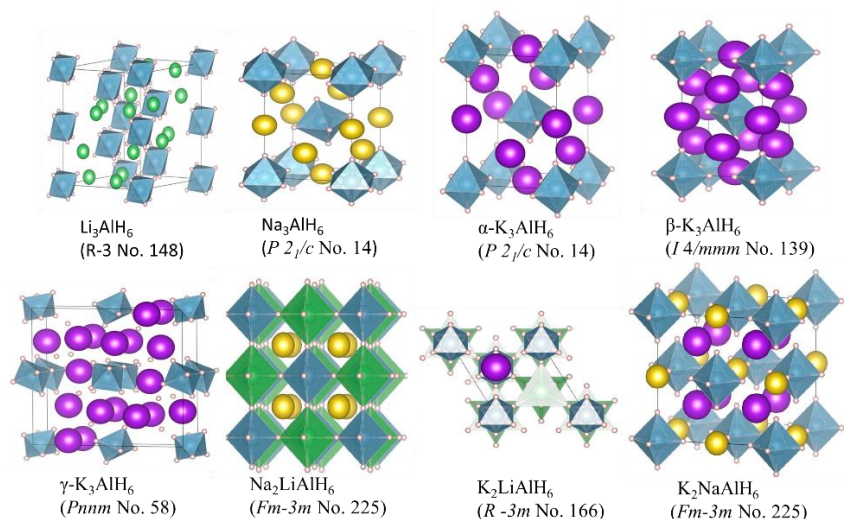 Li₃AlH₆
(R-3 No. 148)
Na₃AlH₆
(P 2₁/c No. 14)
α-K₃AlH₆
(P 2₁/c No. 14)
β-K₃AlH₆
(I 4/mmm No. 139)
γ-K₃AlH₆
(Pnnm No. 58)
Na₂LiAlH₆
(Fm-3m No. 225)
K₂LiAlH₆
(R -3m No. 166)
K₂NaAlH₆
(Fm-3m No. 225)